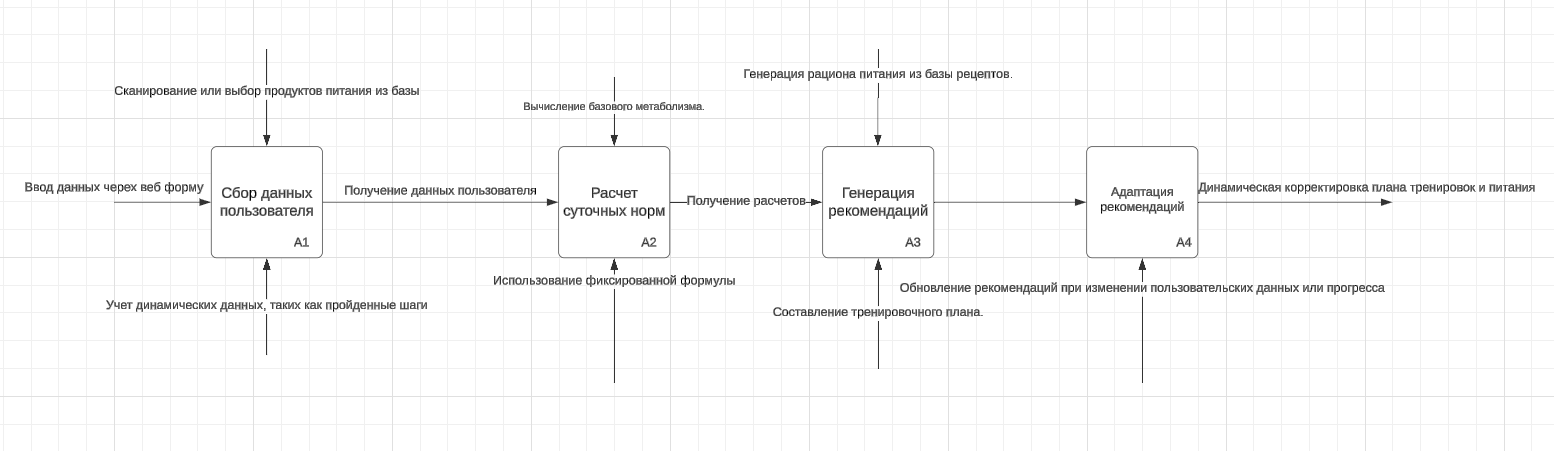 Генерация рациона питания из базы рецептов.
Сканирование или выбор продуктов питания из базы
Вычисление базового метаболизма.
Ввод данных черех веб форму
Сбор данных
пользователя
A1
Получение данных пользователя
Расчет
суточных норм
A2
Получение расчетов
Генерация
рекомендаций
A3
Адаптация
рекомендаций
A4
Динамическая корректировка плана тренировок и питания
Учет динамических данных, таких как пройденные шаги
Использование фиксированной формулы
Составление тренировочного плана.
Обновление рекомендаций при изменении пользовательских данных или прогресса